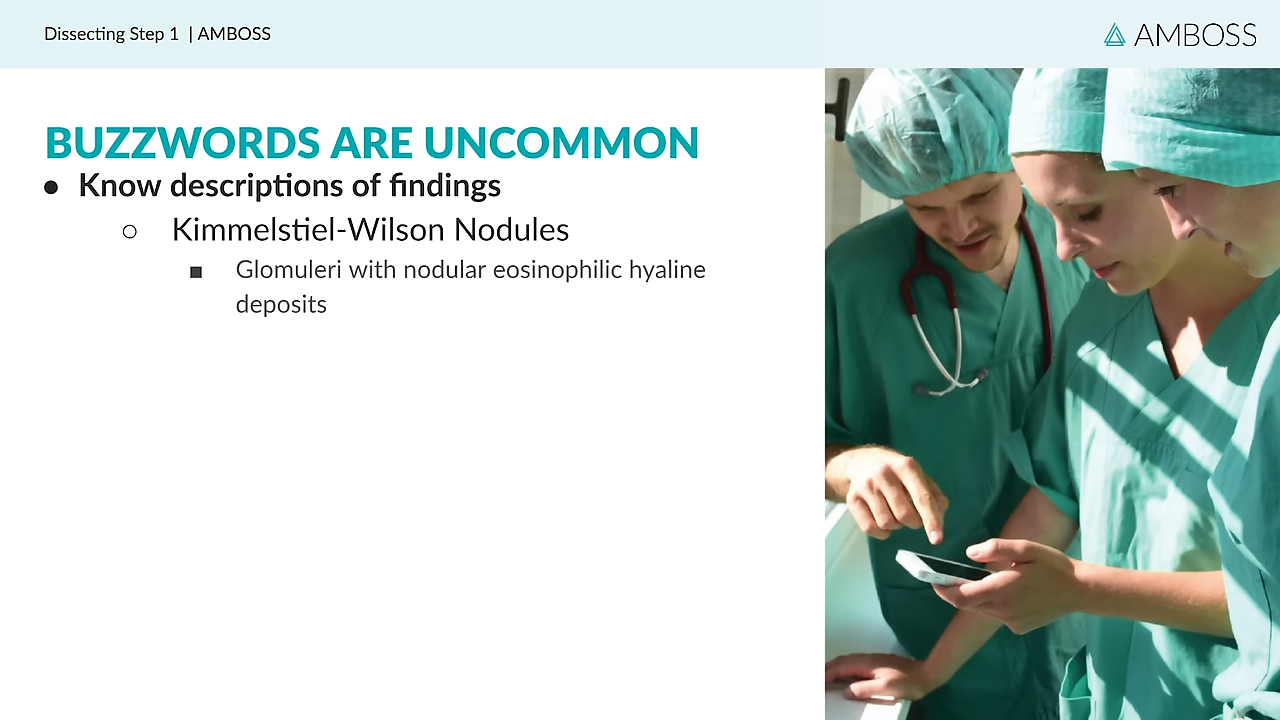 Dissecting Step 1 | AMBOSS
AMBOSS
BUZZWORDS ARE UNCOMMON
● Know descriptions of findings
○ Kimmelstiel-Wilson Nodules
■ Glomuleri with nodular eosinophilic hyaline
deposits